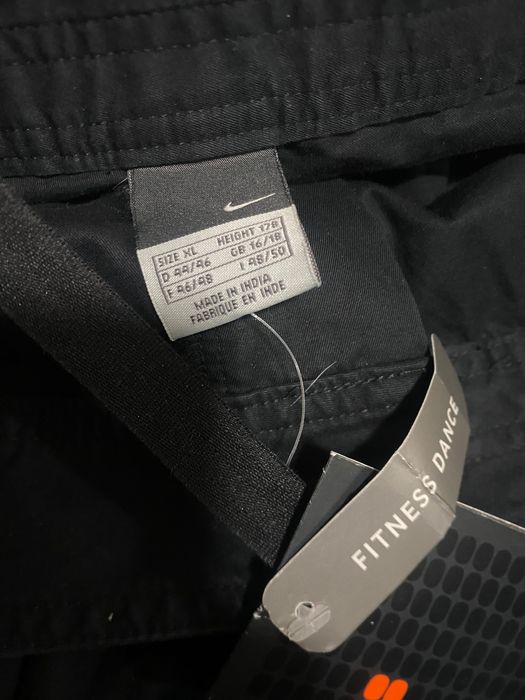 SIZE XL HEIGHT 178
D 44/46 GB 16/18
F 46/48 I 48/50
MADE IN INDIA
FABRIQUE EN INDE
FITNESS DANCE